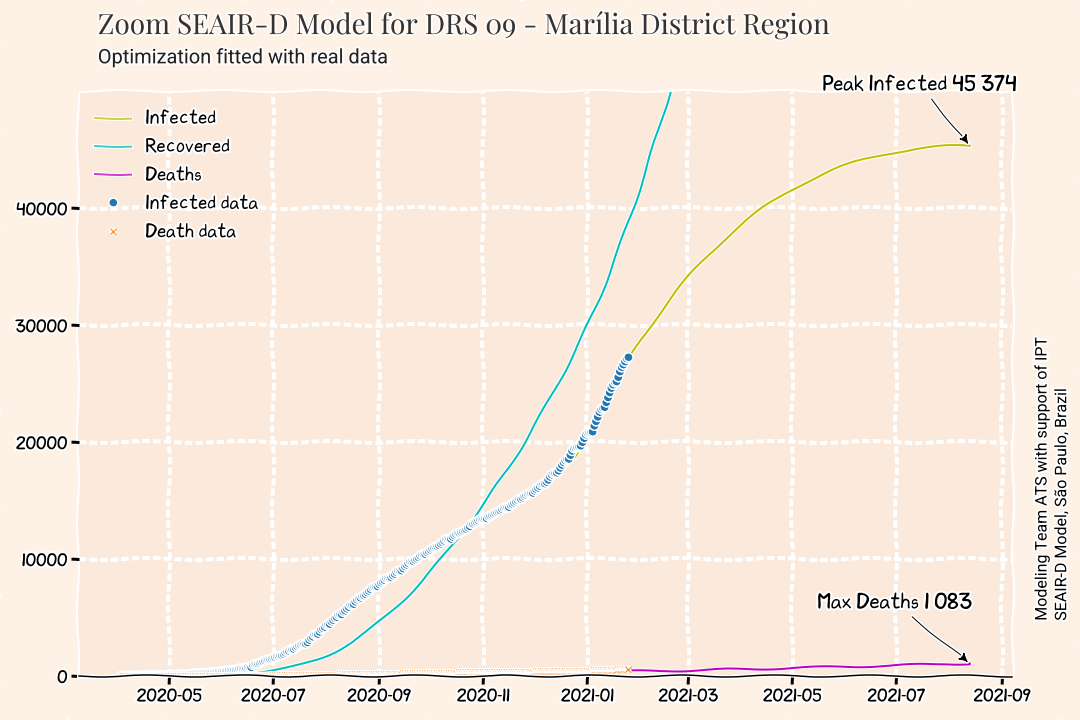 Zoom SEAIR-D Model for DRS 09 - Marília District Region
Optimization fitted with real data
Peak Infected 45 374
Infected
Recovered
Deaths
Infected data
Death data
40000
30000
20000
10000
0
Max Deaths 1 083
2020-05
2020-07
2020-09
2020-11
2021-01
2021-03
2021-05
2021-07
2021-09
Modeling Team ATS with support of IPT
SEAIR-D Model, São Paulo, Brazil